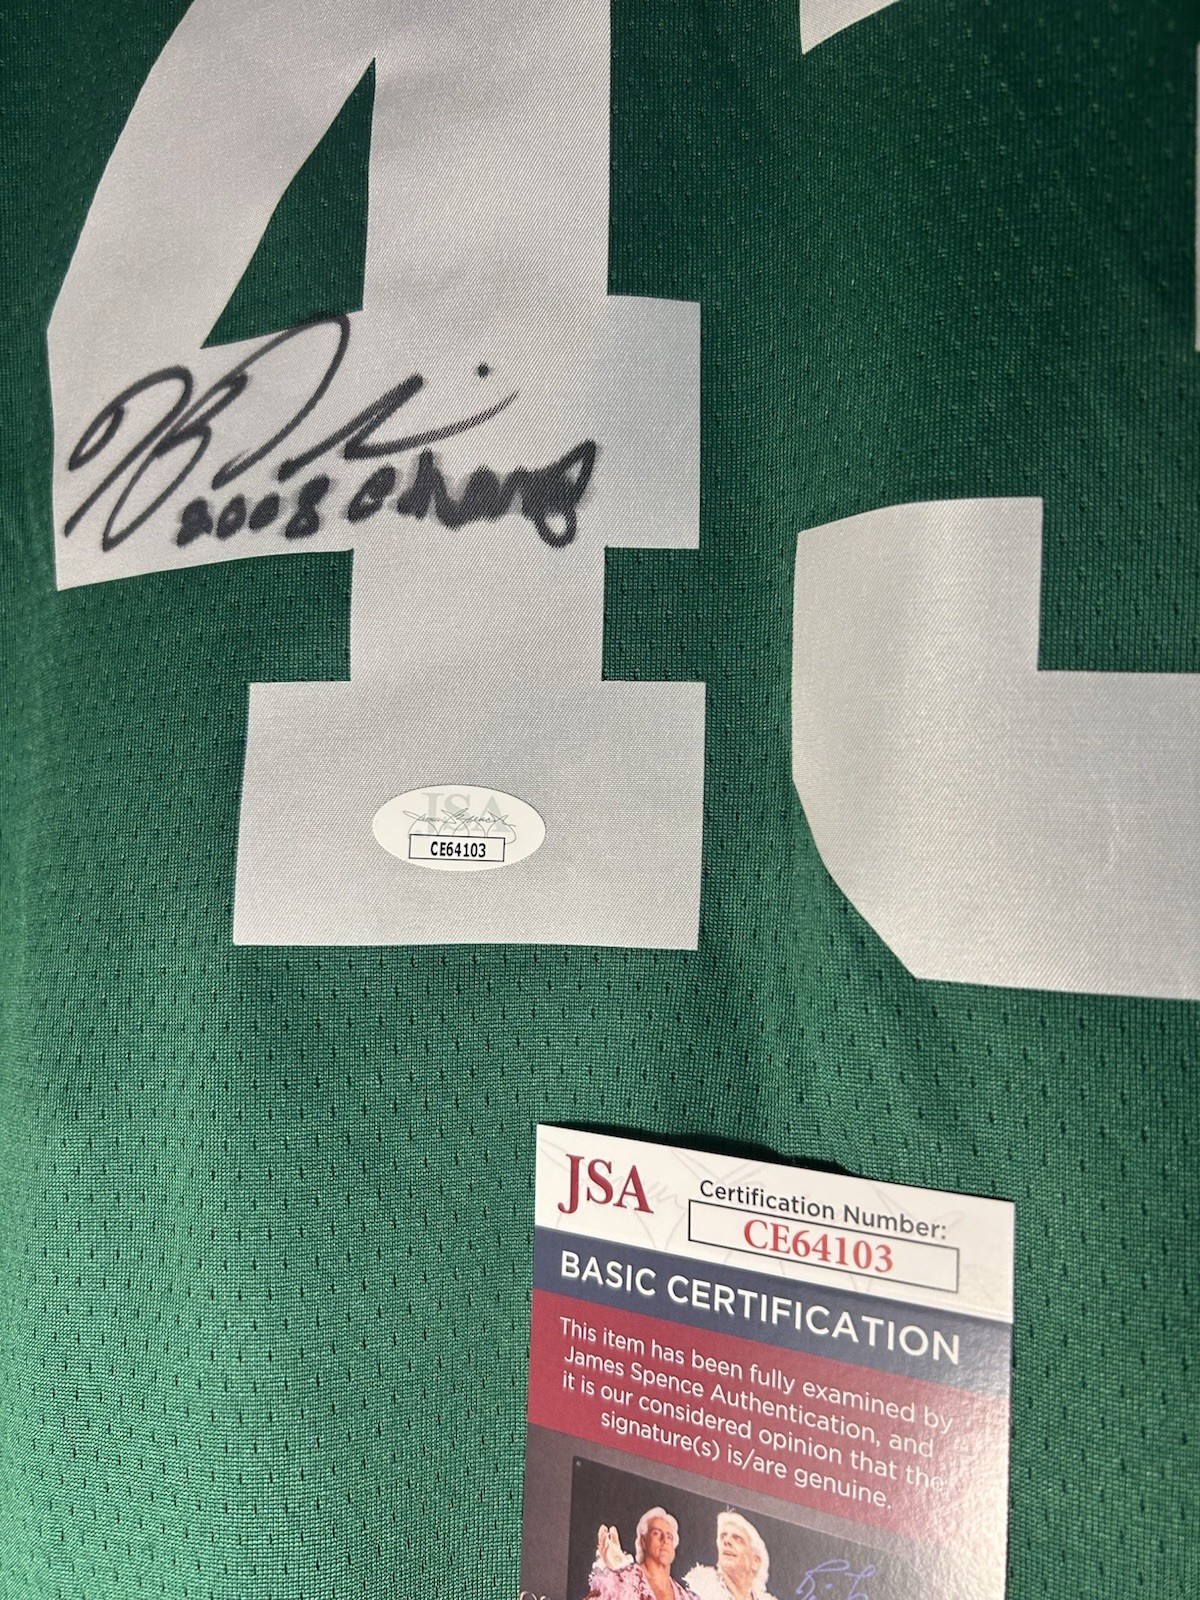 43
2008 Champ
JSA
CE64103
JSA
Certification Number:
CE64103
BASIC CERTIFICATION
This item has been fully examined by
James Spence Authentication, and
it is our considered opinion that the
signature(s) is/are genuine.